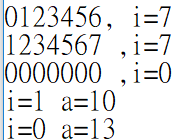 0123456, i=7
1234567 ,i=7
0000000 ,i=0
i=1 a=10
i=0 a=13